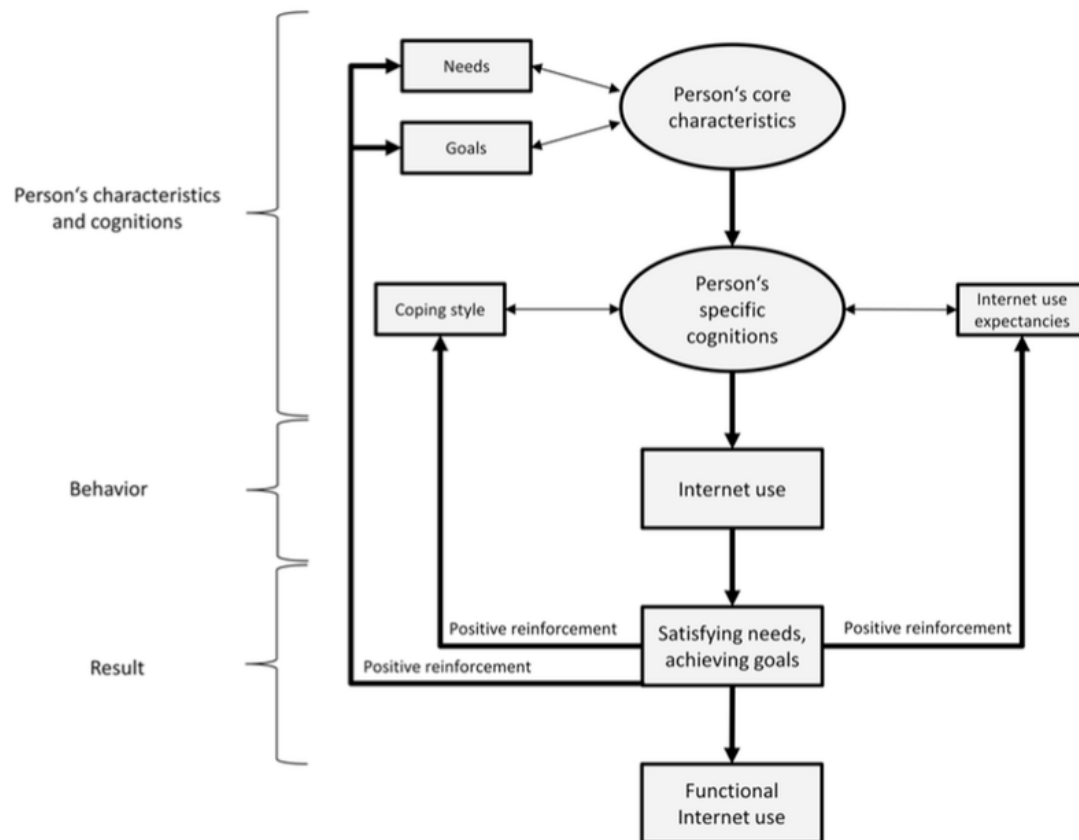 Needs
Person‘s core
characteristics
Goals
Person‘s characteristics
and cognitions
Coping style
Person‘s
specific
cognitions
Internet use
expectancies
Behavior
Internet use
Positive reinforcement
Satisfying needs,
achieving goals
Positive reinforcement
Result
Positive reinforcement
Functional
Internet use